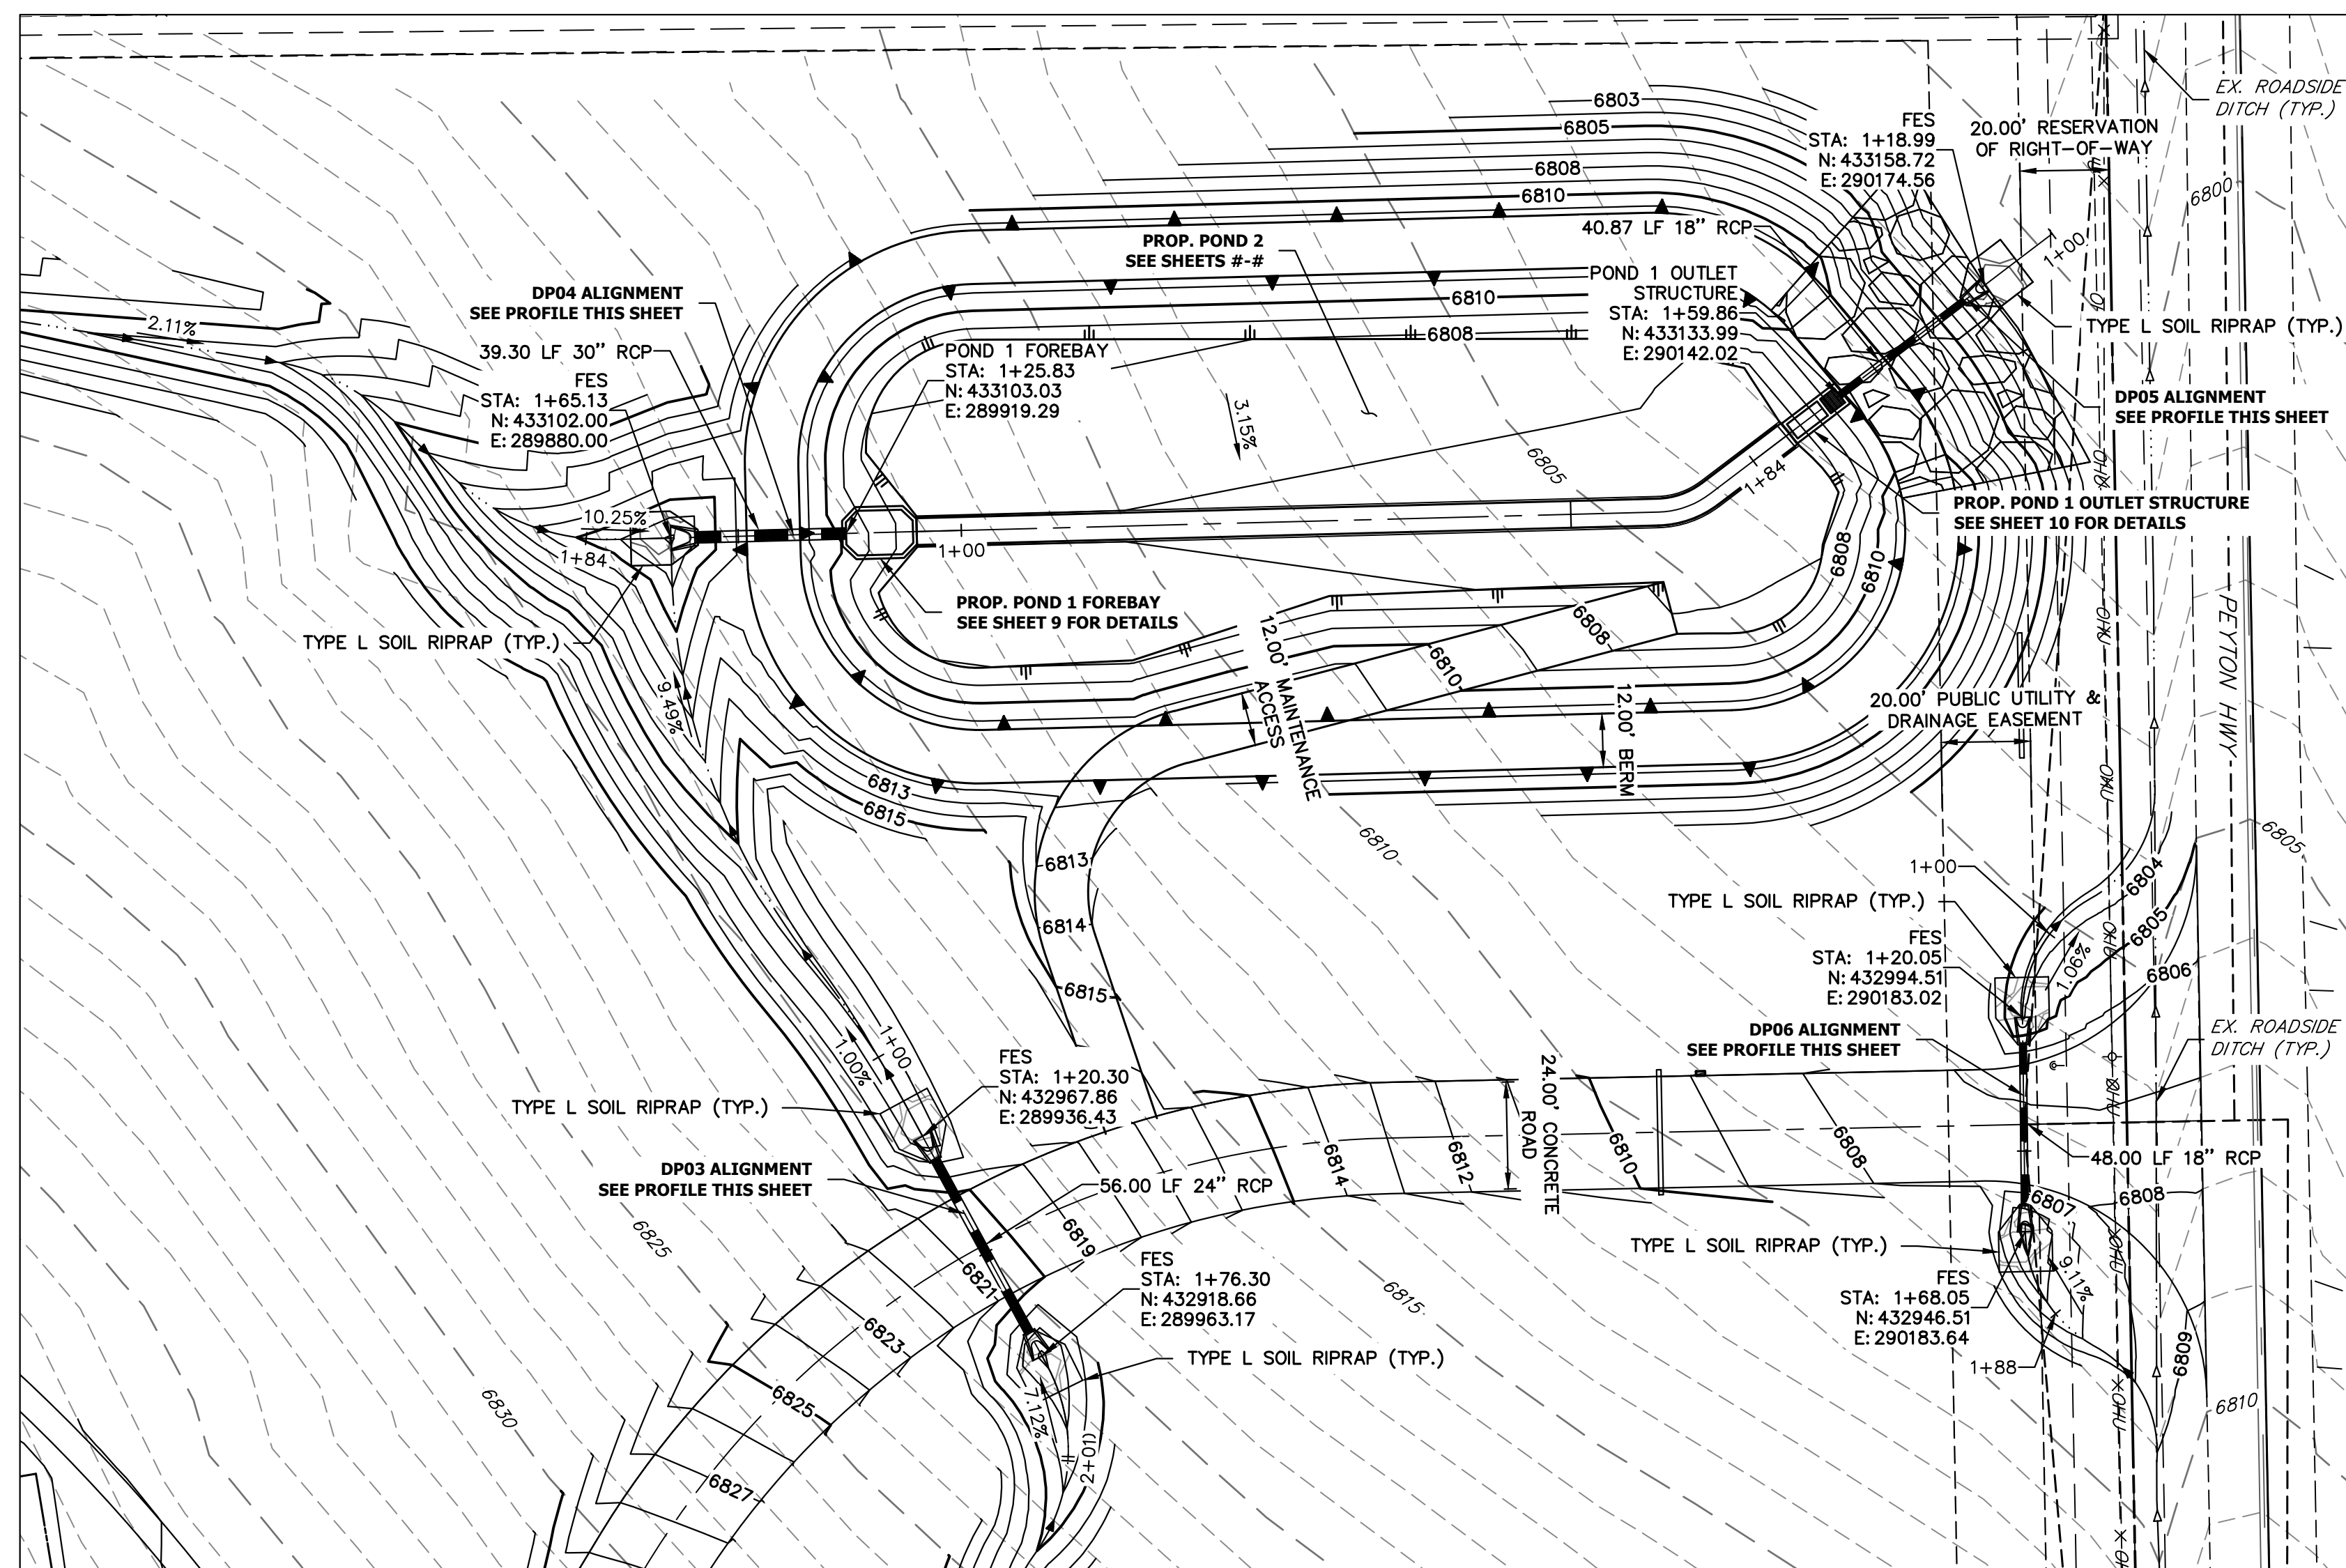 EX. ROADSIDE
DITCH (TYP.)
6803
6805
6808
6810
FES
STA: 1+18.99
N: 433158.72
E: 290174.56
20.00' RESERVATION
OF RIGHT-OF-WAY
6800
40.87 LF 18" RCP
PROP. POND 2
SEE SHEETS #-#
1+00
POND 1 OUTLET
STRUCTURE
STA: 1+59.86
N: 433133.99
E: 290142.02
6810
6808
DP04 ALIGNMENT
SEE PROFILE THIS SHEET
2.11%
39.30 LF 30" RCP
FES
STA: 1+65.13
N: 433102.00
E: 289880.00
POND 1 FOREBAY
STA: 1+25.83
N: 433103.03
E: 289919.29
TYPE L SOIL RIPRAP (TYP.)
DP05 ALIGNMENT
SEE PROFILE THIS SHEET
3.15%
6805
1+84
OHU
PROP. POND 1 OUTLET STRUCTURE
SEE SHEET 10 FOR DETAILS
10.25%
1+84
1+00
6808
6810
PROP. POND 1 FOREBAY
SEE SHEET 9 FOR DETAILS
TYPE L SOIL RIPRAP (TYP.)
12.00' MAINTENANCE
ACCESS
6808
6810
OHU
PEYTON HWY
9.49%
12.00' BERM
20.00' PUBLIC UTILITY &
DRAINAGE EASEMENT
OHU
6813
6815
6810
6805
6813
1+00
6804
TYPE L SOIL RIPRAP (TYP.)
6814
6805
OHU
FES
STA: 1+20.05
N: 432994.51
E: 290183.02
1.06%
6806
6815
1+00
1.00%
DP06 ALIGNMENT
SEE PROFILE THIS SHEET
EX. ROADSIDE
DITCH (TYP.)
FES
STA: 1+20.30
N: 432967.86
E: 289936.43
TYPE L SOIL RIPRAP (TYP.)
24.00' CONCRETE
ROAD
OHU
6814
6812
6810
6808
48.00 LF 18" RCP
DP03 ALIGNMENT
SEE PROFILE THIS SHEET
56.00 LF 24" RCP
6807
6808
6825
6819
TYPE L SOIL RIPRAP (TYP.)
OHU
6821
FES
STA: 1+76.30
N: 432918.66
E: 289963.17
6815
FES
STA: 1+68.05
N: 432946.51
E: 290183.64
9.11%
6823
6809
TYPE L SOIL RIPRAP (TYP.)
1+88
6825
6830
7.12%
2+01
OHU
6810
6827